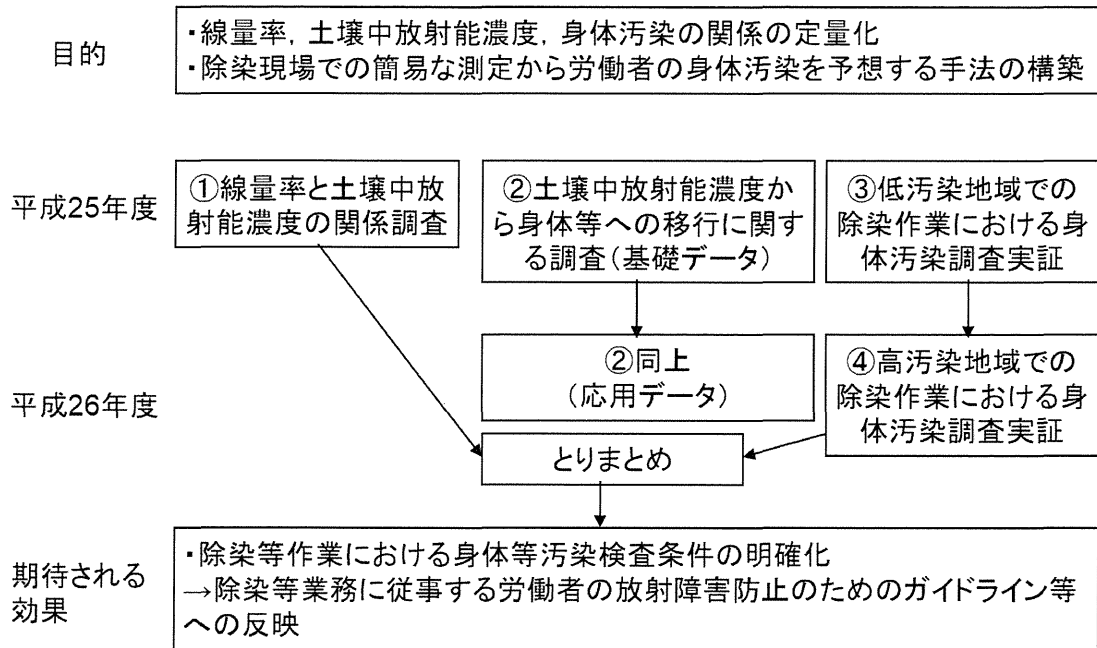 目的
・線量率，土壌中放射能濃度，身体汚染の関係の定量化
・除染現場での簡易な測定から労働者の身体汚染を予想する手法の構築
平成25年度
①線量率と土壌中放
射能濃度の関係調査
②土壌中放射能濃度か
ら身体等への移行に関す
る調査（基礎データ）
③低汚染地域での
除染作業における身
体汚染調査実証
平成26年度
②同上
（応用データ）
④高汚染地域での
除染作業における身
体汚染調査実証
とりまとめ
期待される
効果
・除染等作業における身体等汚染検査条件の明確化
→除染等業務に従事する労働者の放射障害防止のためのガイドライン等
への反映